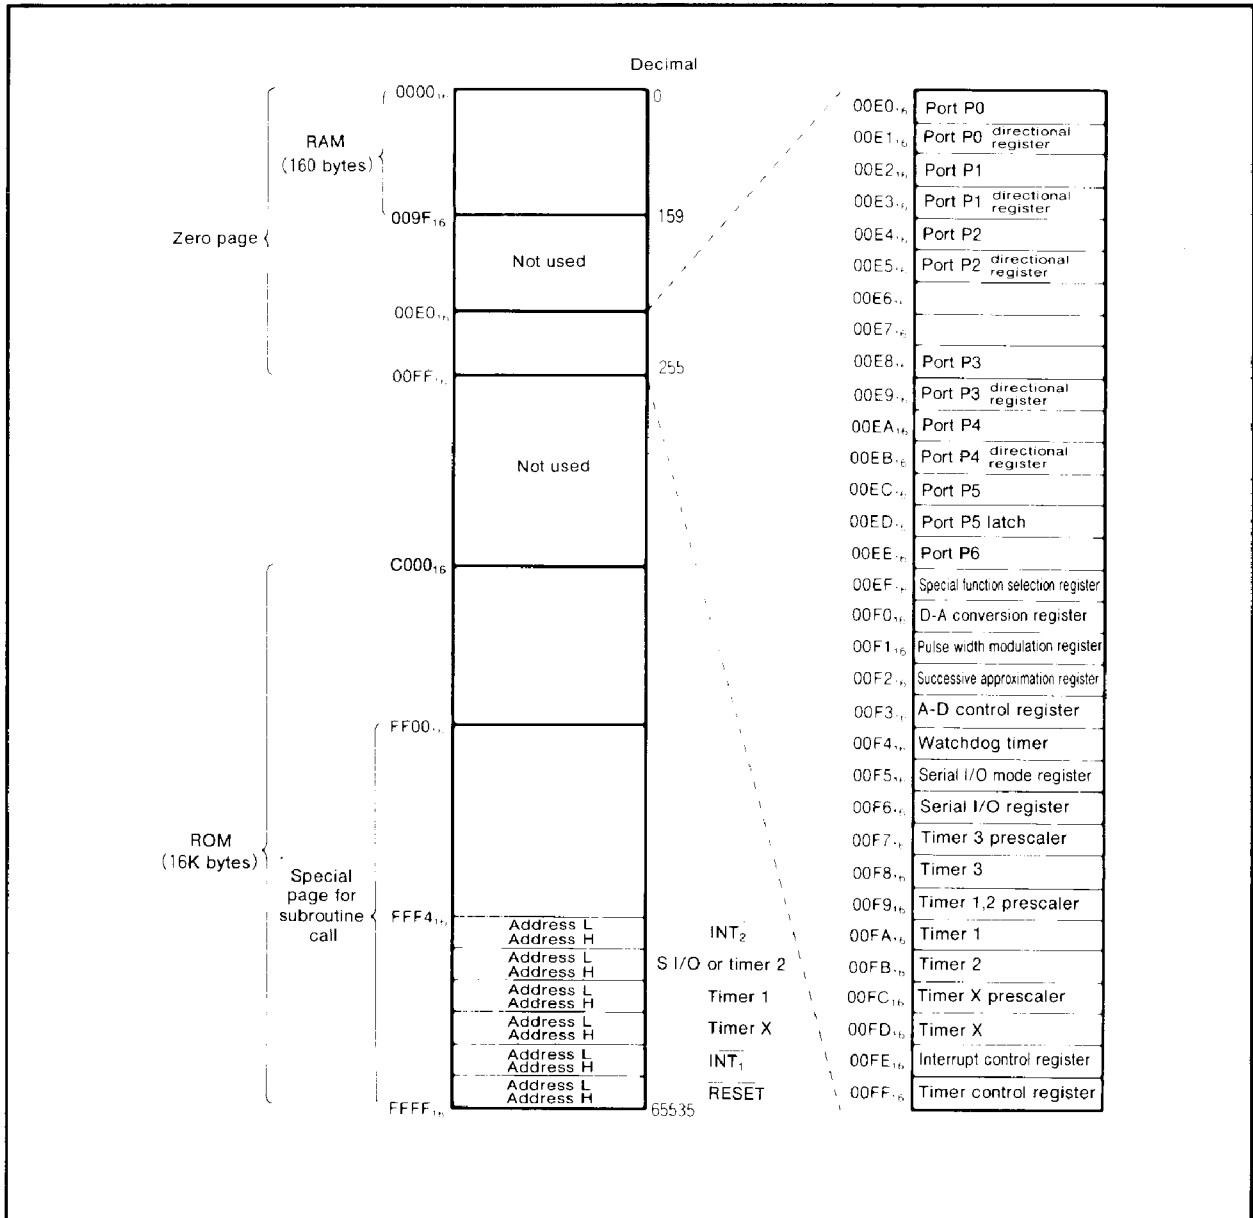 Decimal
0000₁₆
0
RAM
(160 bytes)
009F₁₆
159
Zero page
Not used
00E0₁₆
00FF₁₆
255
Not used
C000₁₆
FF00₁₆
ROM
(16K bytes)
Special
page for
subroutine
call
FFF4₁₆
Address L
Address H
INT₂
Address L
Address H
S I/O or timer 2
Address L
Address H
Timer 1
Address L
Address H
Timer X
Address L
Address H
INT₁
Address L
Address H
RESET
FFFF₁₆
65535
00E0₁₆ Port P0
00E1₁₆ Port P0 directional register
00E2₁₆ Port P1
00E3₁₆ Port P1 directional register
00E4₁₆ Port P2
00E5₁₆ Port P2 directional register
00E6₁₆
00E7₁₆
00E8₁₆ Port P3
00E9₁₆ Port P3 directional register
00EA₁₆ Port P4
00EB₁₆ Port P4 directional register
00EC₁₆ Port P5
00ED₁₆ Port P5 latch
00EE₁₆ Port P6
00EF₁₆ Special function selection register
00F0₁₆ D-A conversion register
00F1₁₆ Pulse width modulation register
00F2₁₆ Successive approximation register
00F3₁₆ A-D control register
00F4₁₆ Watchdog timer
00F5₁₆ Serial I/O mode register
00F6₁₆ Serial I/O register
00F7₁₆ Timer 3 prescaler
00F8₁₆ Timer 3
00F9₁₆ Timer 1,2 prescaler
00FA₁₆ Timer 1
00FB₁₆ Timer 2
00FC₁₆ Timer X prescaler
00FD₁₆ Timer X
00FE₁₆ Interrupt control register
00FF₁₆ Timer control register